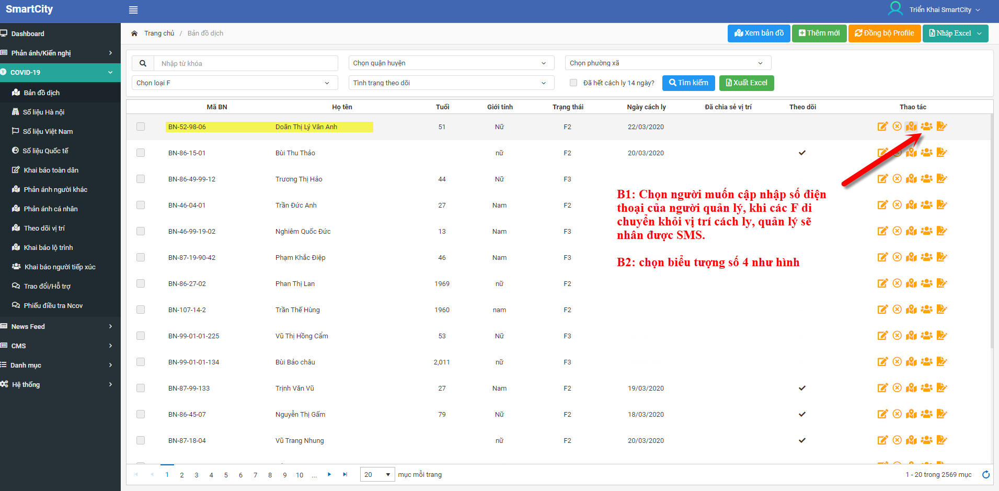 SmartCity
Triển Khai SmartCity
Dashboard
Phản ánh/Kiến nghị
COVID-19
Bản đồ dịch
Số liệu Hà nội
Số liệu Việt Nam
Số liệu Quốc tế
Khai báo toàn dân
Phản ánh người khác
Phản ánh cá nhân
Theo dõi vị trí
Khai báo lộ trình
Khai báo người tiếp xúc
Trao đổi/Hỗ trợ
Phiếu điều tra Ncov
News Feed
CMS
Danh mục
Hệ thống
Trang chủ / Bản đồ dịch
Xem bản đồ Thêm mới Đồng bộ Profile Nhập Excel
Nhập từ khóa Chọn quận huyện Chọn phường xã
Chọn loại F Tình trạng theo dõi Đã hết cách ly 14 ngày? Tìm kiếm Xuất Excel
Mã BN Họ tên Tuổi Giới tính Trạng thái Ngày cách ly Đã chia sẻ vị trí Theo dõi Thao tác
BN-52-98-06 Doãn Thị Lý Vân Anh 51 Nữ F2 22/03/2020
BN-86-15-01 Bùi Thu Thảo nữ F2 20/03/2020
BN-86-49-99-12 Trương Thị Hảo 44 Nữ F3
BN-46-04-01 Trần Đức Anh 27 Nam F2
BN-46-99-19-02 Nghiêm Quốc Đức 13 Nam F3
BN-87-19-90-42 Phạm Khắc Điệp 46 Nam F3
BN-86-27-02 Phan Thị Lan 1969 nữ F2
BN-107-14-2 Trần Thế Hùng 1960 nam F2
BN-99-01-01-225 Vũ Thị Hồng Cẩm 53 Nữ F3
BN-99-01-01-134 Bùi Bảo châu 2,011 nữ F3
BN-87-99-133 Trịnh Văn Vũ 27 Nam F2 19/03/2020
BN-86-45-07 Nguyễn Thị Gấm 79 Nữ F2 18/03/2020
BN-87-18-04 Vũ Trang Nhung nữ F2 20/03/2020
B1: Chọn người muốn cập nhập số điện
thoại của người quản lý, khi các F di
chuyển khỏi vị trí cách ly, quản lý sẽ
nhân được SMS.
B2: chọn biểu tượng số 4 như hình
1 2 3 4 5 6 7 8 9 10 ... 20 mục mỗi trang 1 - 20 trong 2569 mục